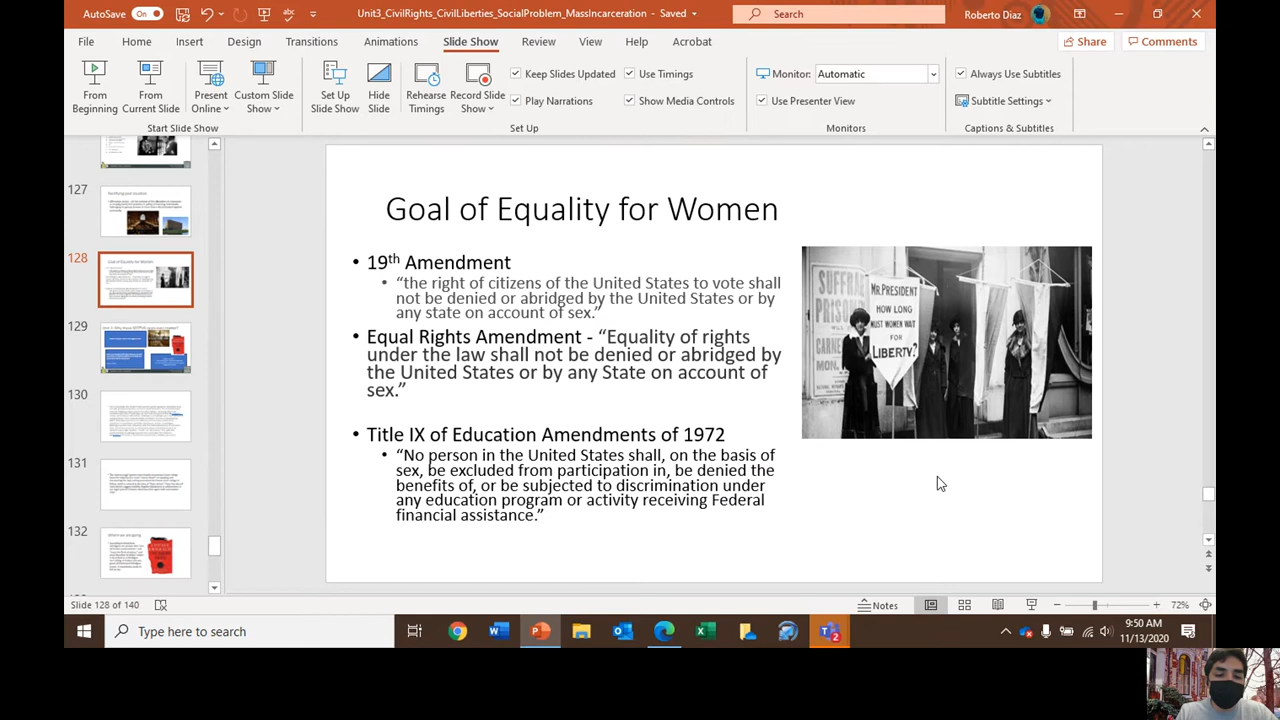 AutoSave On
Unit3_CivilRights_CivilLiberties_SocialProblem_MassIncarceration - Saved
Search
Roberto Diaz
File Home Insert Design Transitions Animations Slide Show Review View Help Acrobat
Share Comments
From Beginning
From Current Slide
Present Online
Custom Slide Show
Start Slide Show
Set Up Slide Show
Hide Slide
Rehearse Timings
Record Slide Show
Keep Slides Updated
Play Narrations
Use Timings
Show Media Controls
Set Up
Monitor: Automatic
Use Presenter View
Monitors
Always Use Subtitles
Subtitle Settings
Captions & Subtitles
127
128
Goal of Equality for Women
129
130
131
132
Where we are going
Goal of Equality for Women
• 19th Amendment
• “the right of citizens of the United States to vote shall
not be denied or abridged by the United States or by
any state on account of sex.”
• Equal Rights Amendment - “Equality of rights
under the law shall not be denied or abridged by
the United States or by any State on account of
sex.”
• Title IX of Education Amendments of 1972
• “No person in the United States shall, on the basis of
sex, be excluded from participation in, be denied the
benefits of, or be subjected to discrimination under
any education program or activity receiving Federal
financial assistance.”
MR. PRESIDENT
HOW LONG
MUST WOMEN WAIT
FOR
LIBERTY?
Slide 128 of 140
Notes
72%
Type here to search
9:50 AM
11/13/2020